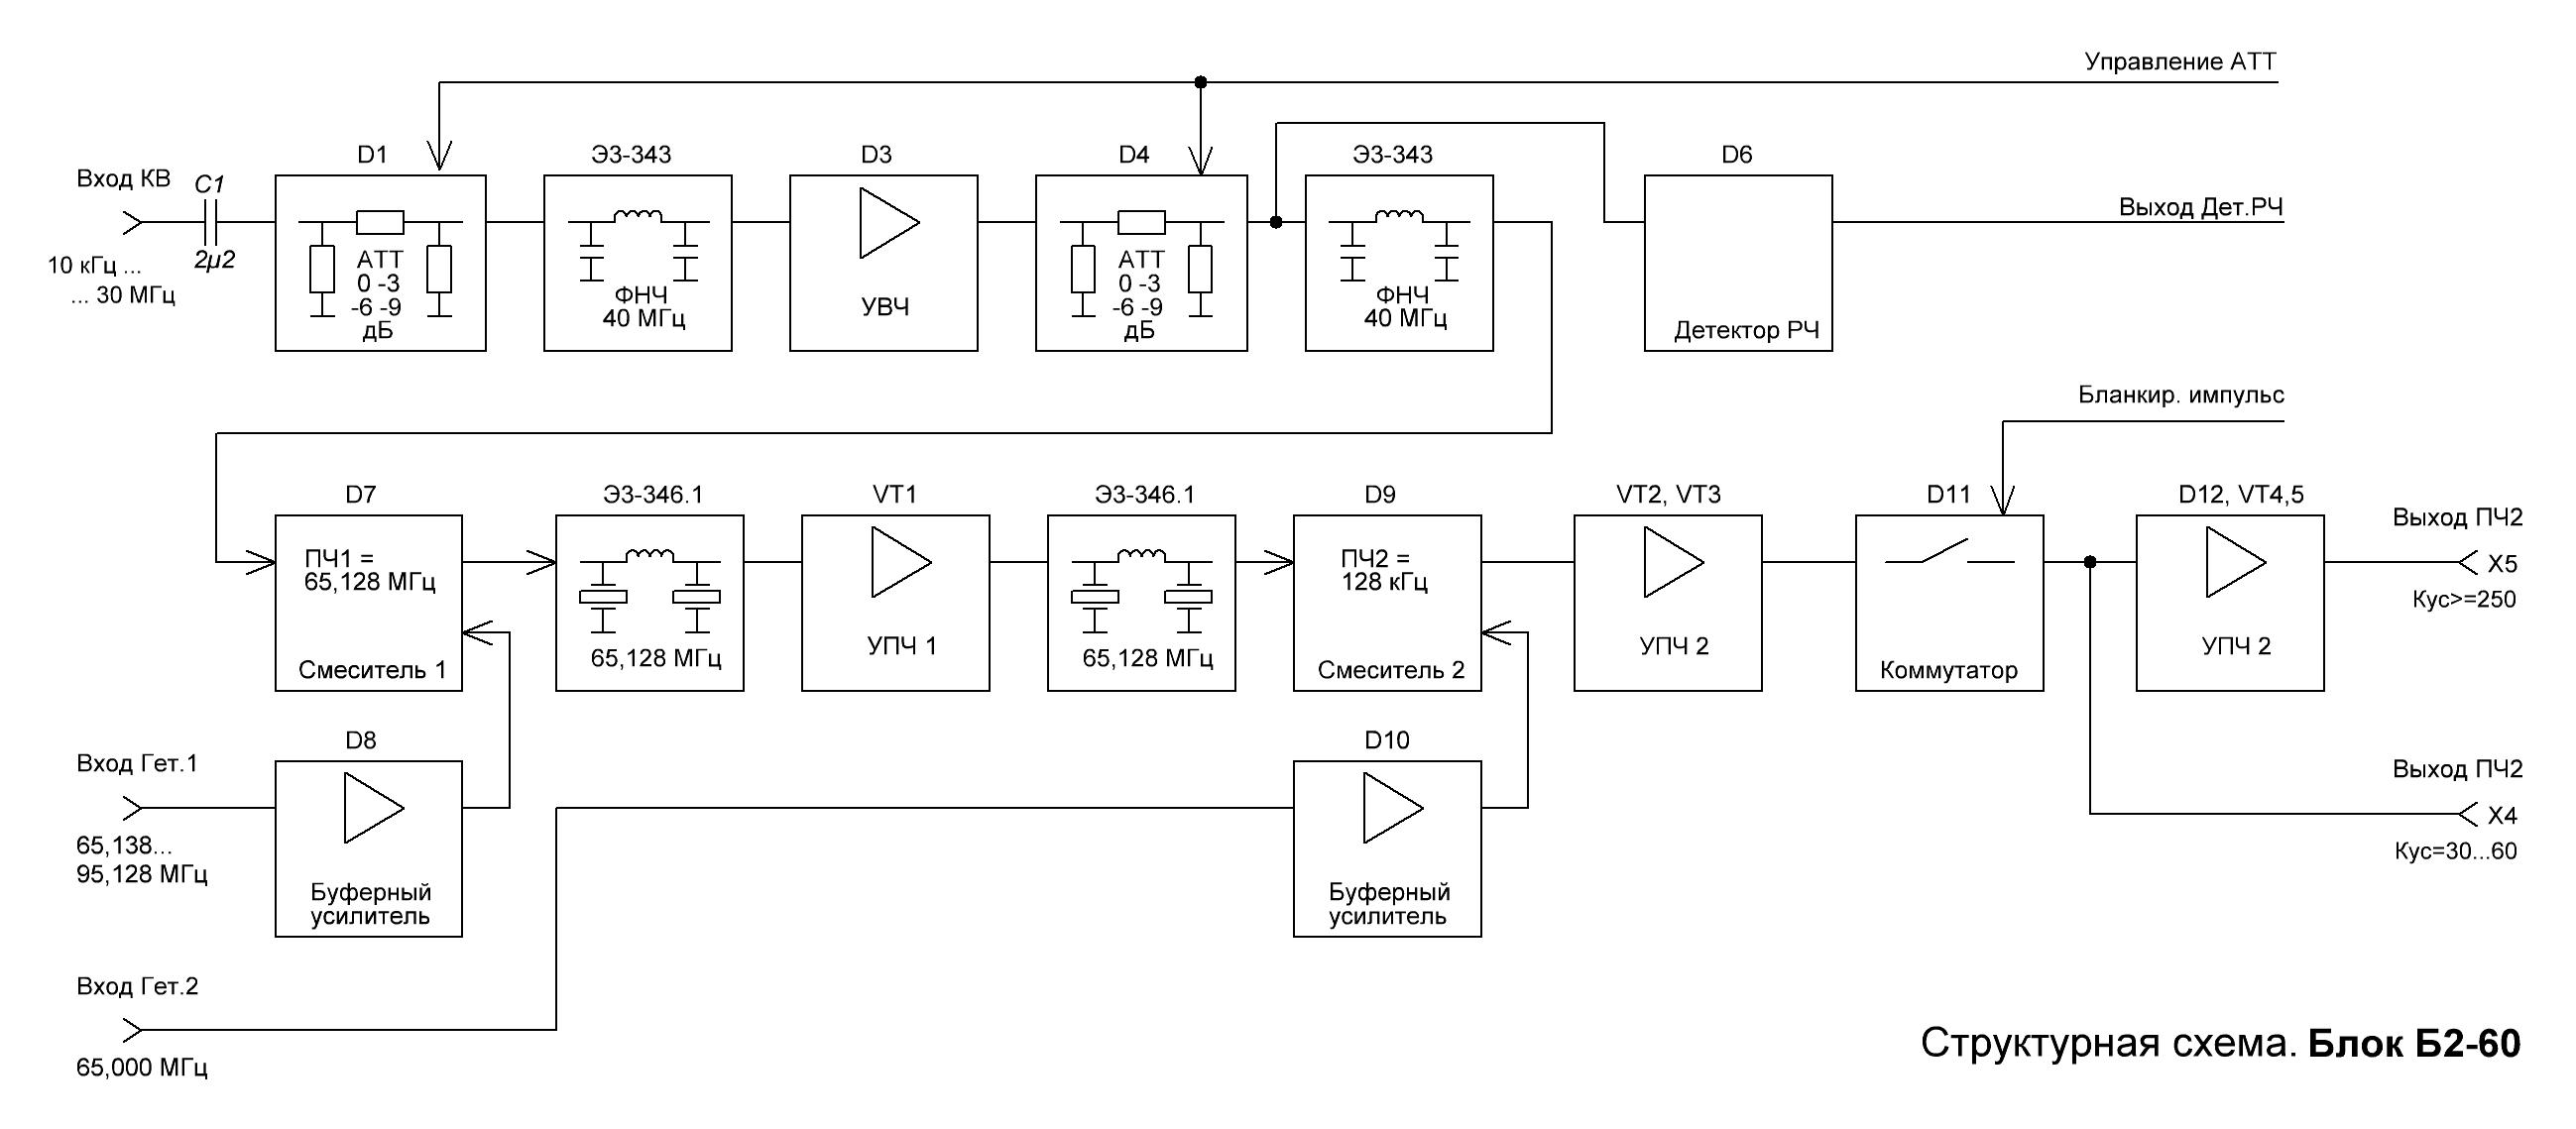 Управление АТТ
D1
ЭЗ-343
D3
D4
ЭЗ-343
D6
Вход КВ
C1
2µ2
10 кГц ...
... 30 МГц
АТТ
0 -3
-6 -9
дБ
ФНЧ
40 МГц
УВЧ
АТТ
0 -3
-6 -9
дБ
ФНЧ
40 МГц
Детектор РЧ
Выход Дет.РЧ
Бланкир. импульс
D7
ЭЗ-346.1
VT1
ЭЗ-346.1
D9
VT2, VT3
D11
D12, VT4,5
ПЧ1 =
65,128 МГц
Смеситель 1
65,128 МГц
УПЧ 1
65,128 МГц
ПЧ2 =
128 кГц
Смеситель 2
УПЧ 2
Коммутатор
УПЧ 2
Выход ПЧ2
X5
Кус>=250
D8
D10
Вход Гет.1
65,138...
95,128 МГц
Буферный
усилитель
Буферный
усилитель
Выход ПЧ2
X4
Кус=30...60
Вход Гет.2
65,000 МГц
Структурная схема. Блок Б2-60